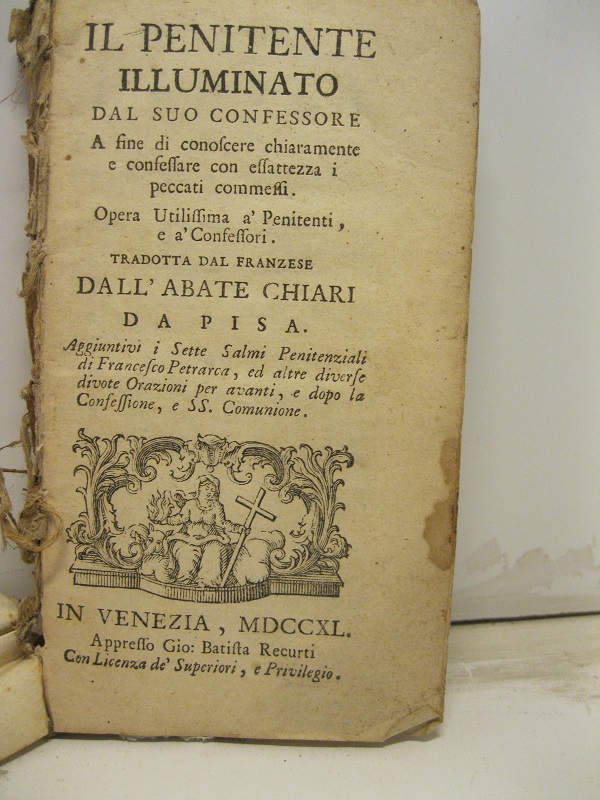 IL PENITENTE
ILLUMINATO
DAL SUO CONFESSORE
A fine di conoſcere chiaramente
e confeſſare con eſſattezza i
peccati commeſſi.
Opera Utiliſſima a' Penitenti,
e a' Confeſſori.
TRADOTTA DAL FRANZESE
DALL' ABATE CHIARI
DA PISA.
Aggiuntivi i Sette Salmi Penitenziali
di Franceſco Petrarca, ed altre diverſe
divote Orazioni per avanti, e dopo la
Confeſſione, e SS. Comunione.
IN VENEZIA, MDCCXL.
Appreſſo Gio: Batiſta Recurti
Con Licenza de' Superiori, e Privilegio.